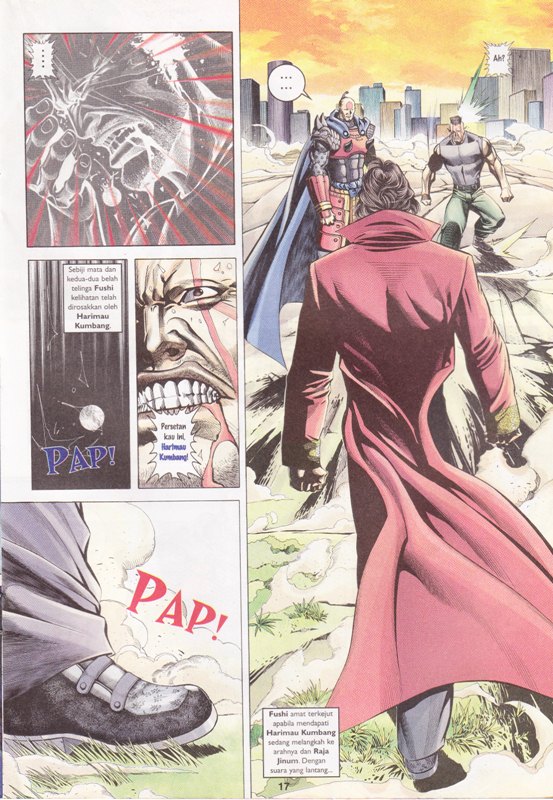 ...
Sebiji mata dan
kedua-dua belah
telinga Fushi
kelihatan telah
dirosakkan oleh
Harimau
Kumbang.
PAP!
Persetan
kau ini,
Harimau
Kumbang!
PAP!
...
...
Ah?
Fushi amat terkejut
apabila mendapati
Harimau Kumbang
sedang melangkah ke
arahnya dan Raja
Jinum. Dengan
suara yang lantang...
17